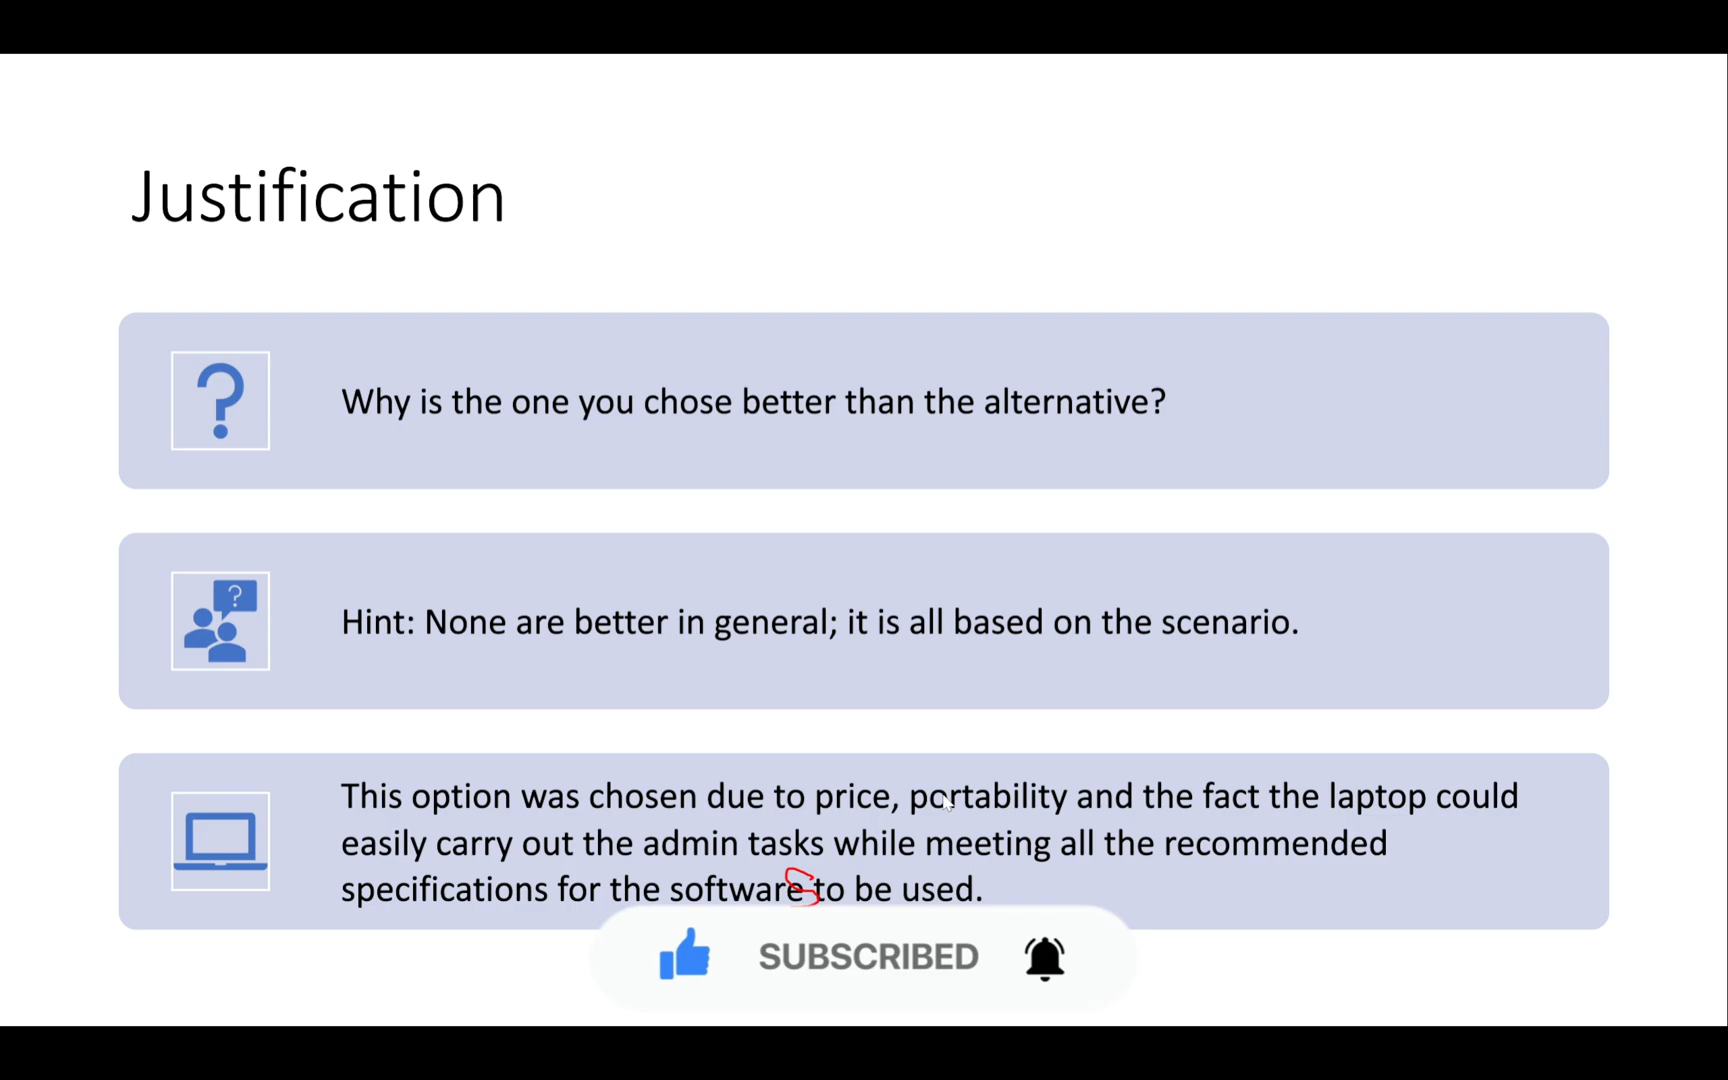 Justification
?
Why is the one you chose better than the alternative?
?
Hint: None are better in general; it is all based on the scenario.
This option was chosen due to price, portability and the fact the laptop could
easily carry out the admin tasks while meeting all the recommended
specifications for the software to be used.
S
SUBSCRIBED